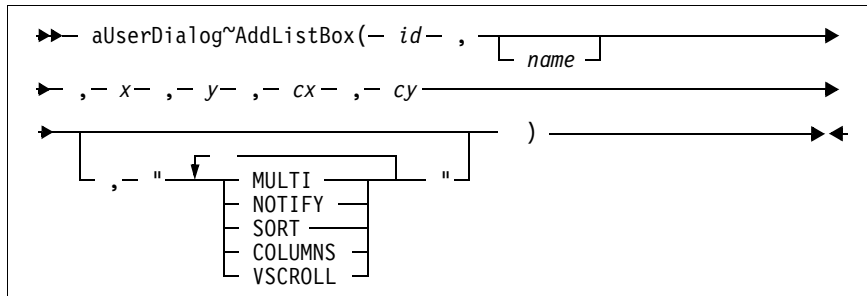 aUserDialog~AddListBox( id ,
name
, x , y , cx , cy
)
, " MULTI "
NOTIFY
SORT
COLUMNS
VSCROLL